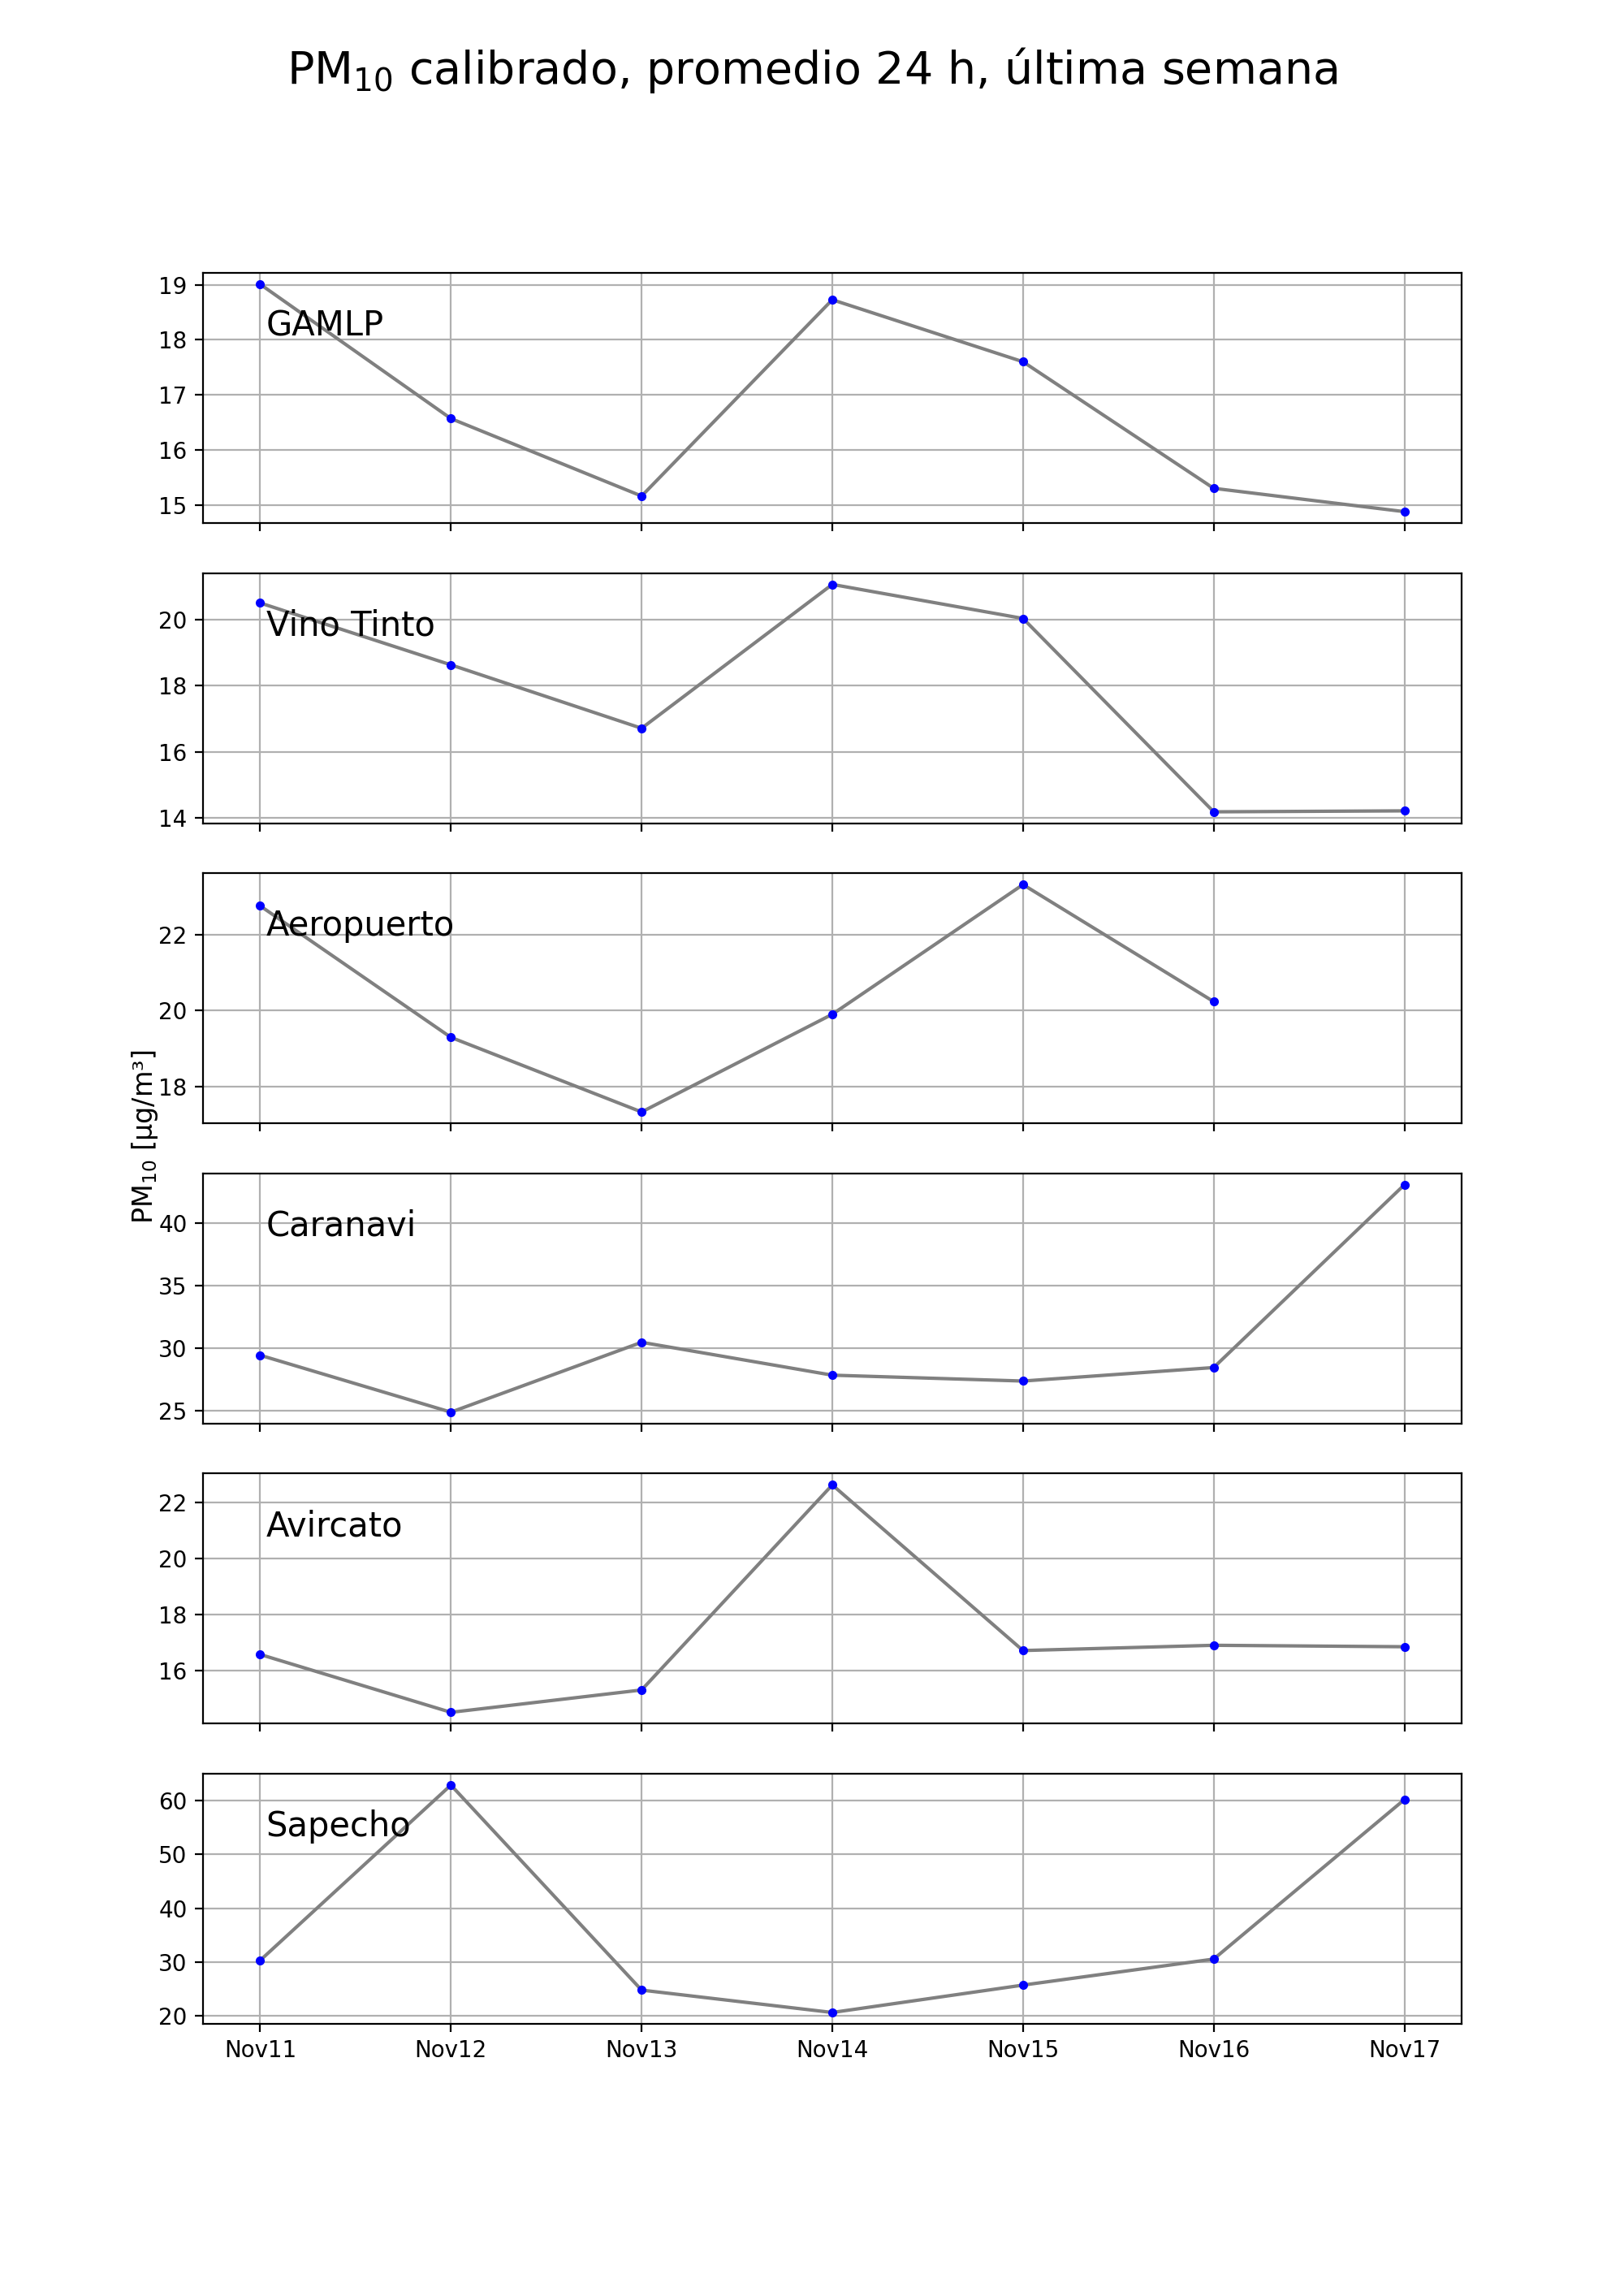 PM₁₀ calibrado, promedio 24 h, última semana
19
GAMLP
18
17
16
15
20
Vino Tinto
18
16
14
Aeropuerto
22
20
18
PM₁₀ [µg/m³]
40
Caranavi
35
30
25
22
Avircato
20
18
16
60
Sapecho
50
40
30
20
Nov11 Nov12 Nov13 Nov14 Nov15 Nov16 Nov17